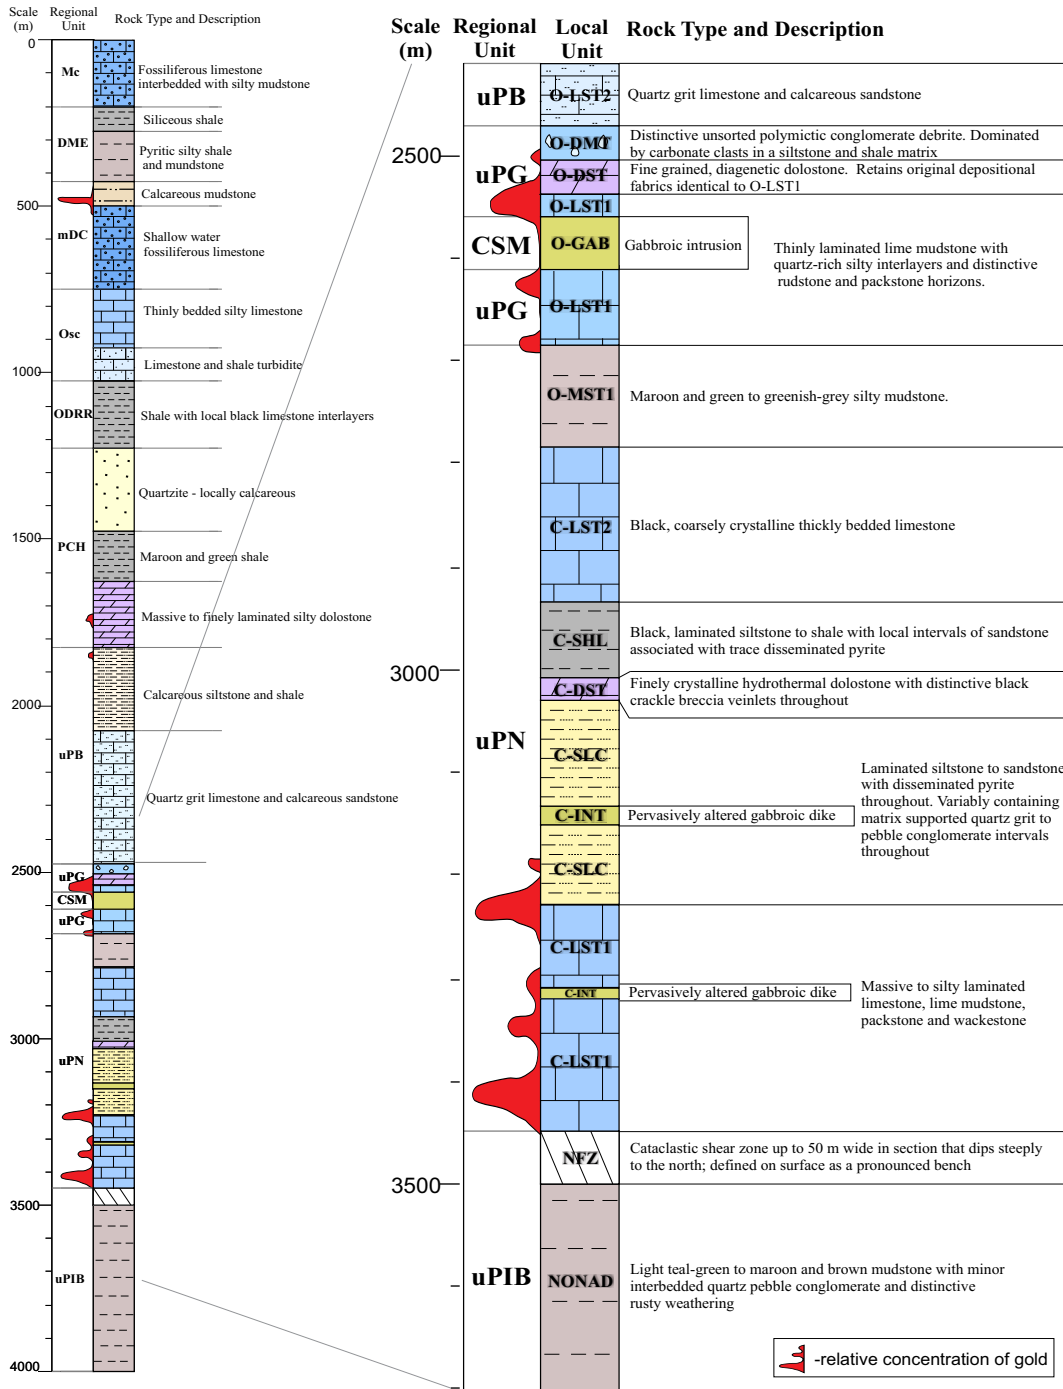 Scale Regional Rock Type and Description
(m) Unit
0
Mc
Fossiliferous limestone
interbedded with silty mudstone
Siliceous shale
DME
Pyritic silty shale
and mundstone
Calcareous mudstone
500
mDC
Shallow water
fossiliferous limestone
Thinly bedded silty limestone
Osc
Limestone and shale turbidite
1000
ODRR
Shale with local black limestone interlayers
Quartzite - locally calcareous
1500
PCH
Maroon and green shale
Massive to finely laminated silty dolostone
Calcareous siltstone and shale
2000
uPB
Quartz grit limestone and calcareous sandstone
2500
uPG
CSM
uPG
3000
uPN
3500
uPIB
4000
Scale Regional Local Rock Type and Description
(m) Unit Unit
uPB
O-LST2
Quartz grit limestone and calcareous sandstone
2500
O-DMT
Distinctive unsorted polymictic conglomerate debrite. Dominated
by carbonate clasts in a siltstone and shale matrix
uPG
O-DST
Fine grained, diagenetic dolostone. Retains original depositional
fabrics identical to O-LST1
O-LST1
CSM
O-GAB
Gabbroic intrusion
Thinly laminated lime mudstone with
quartz-rich silty interlayers and distinctive
rudstone and packstone horizons.
uPG
O-LST1
O-MST1
Maroon and green to greenish-grey silty mudstone.
C-LST2
Black, coarsely crystalline thickly bedded limestone
C-SHL
Black, laminated siltstone to shale with local intervals of sandstone
associated with trace disseminated pyrite
3000
C-DST
Finely crystalline hydrothermal dolostone with distinctive black
crackle breccia veinlets throughout
uPN
C-SLC
Laminated siltstone to sandstone
with disseminated pyrite
throughout. Variably containing
matrix supported quartz grit to
pebble conglomerate intervals
throughout
C-INT
Pervasively altered gabbroic dike
C-SLC
C-LST1
C-INT
Pervasively altered gabbroic dike
Massive to silty laminated
limestone, lime mudstone,
packstone and wackestone
C-LST1
NFZ
Cataclastic shear zone up to 50 m wide in section that dips steeply
to the north; defined on surface as a pronounced bench
3500
uPIB
NONAD
Light teal-green to maroon and brown mudstone with minor
interbedded quartz pebble conglomerate and distinctive
rusty weathering
-relative concentration of gold